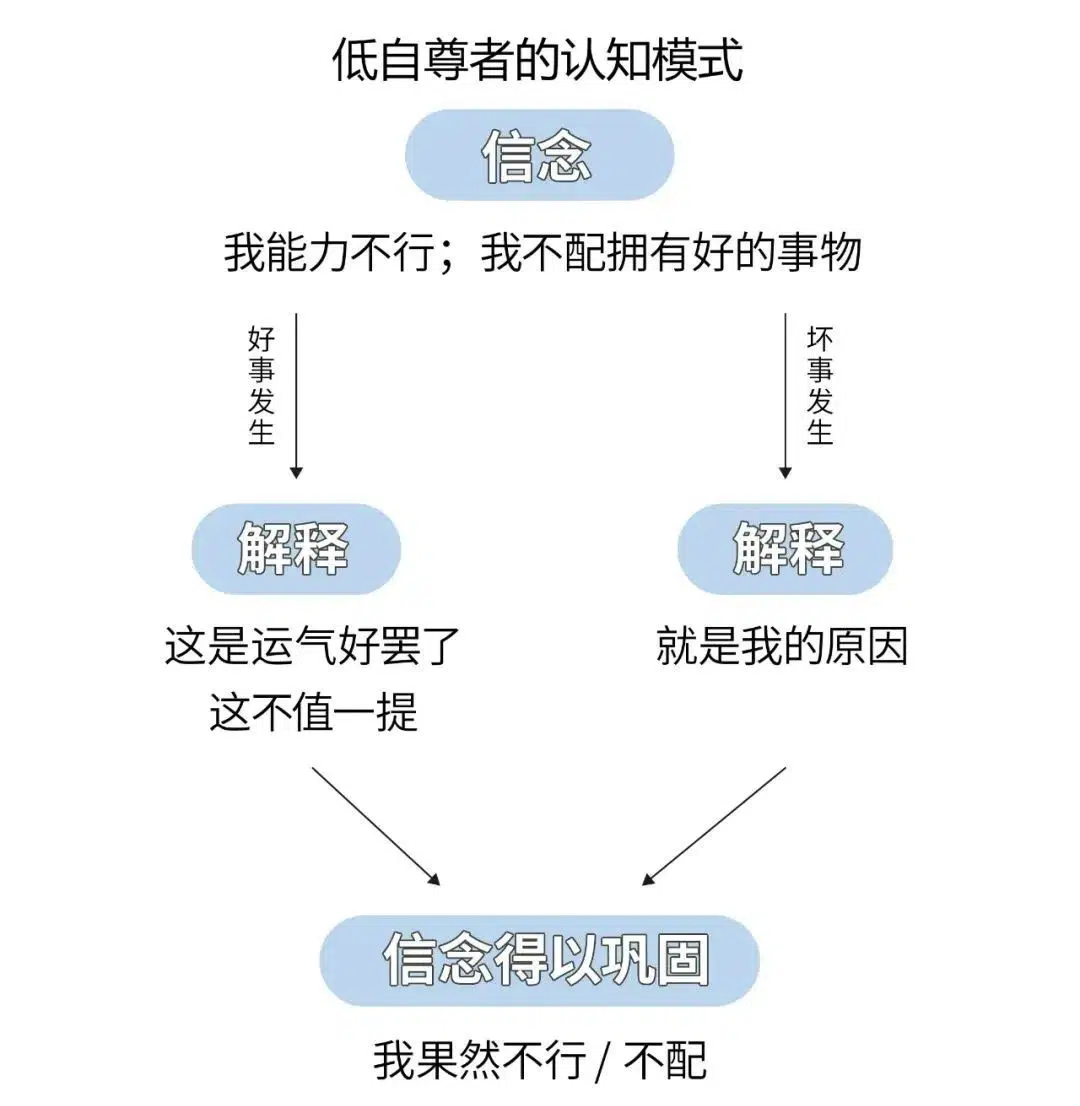 低自尊者的认知模式
信念
我能力不行；我不配拥有好的事物
好事发生
坏事发生
解释
解释
这是运气好罢了
这不值一提
就是我的原因
信念得以巩固
我果然不行 / 不配